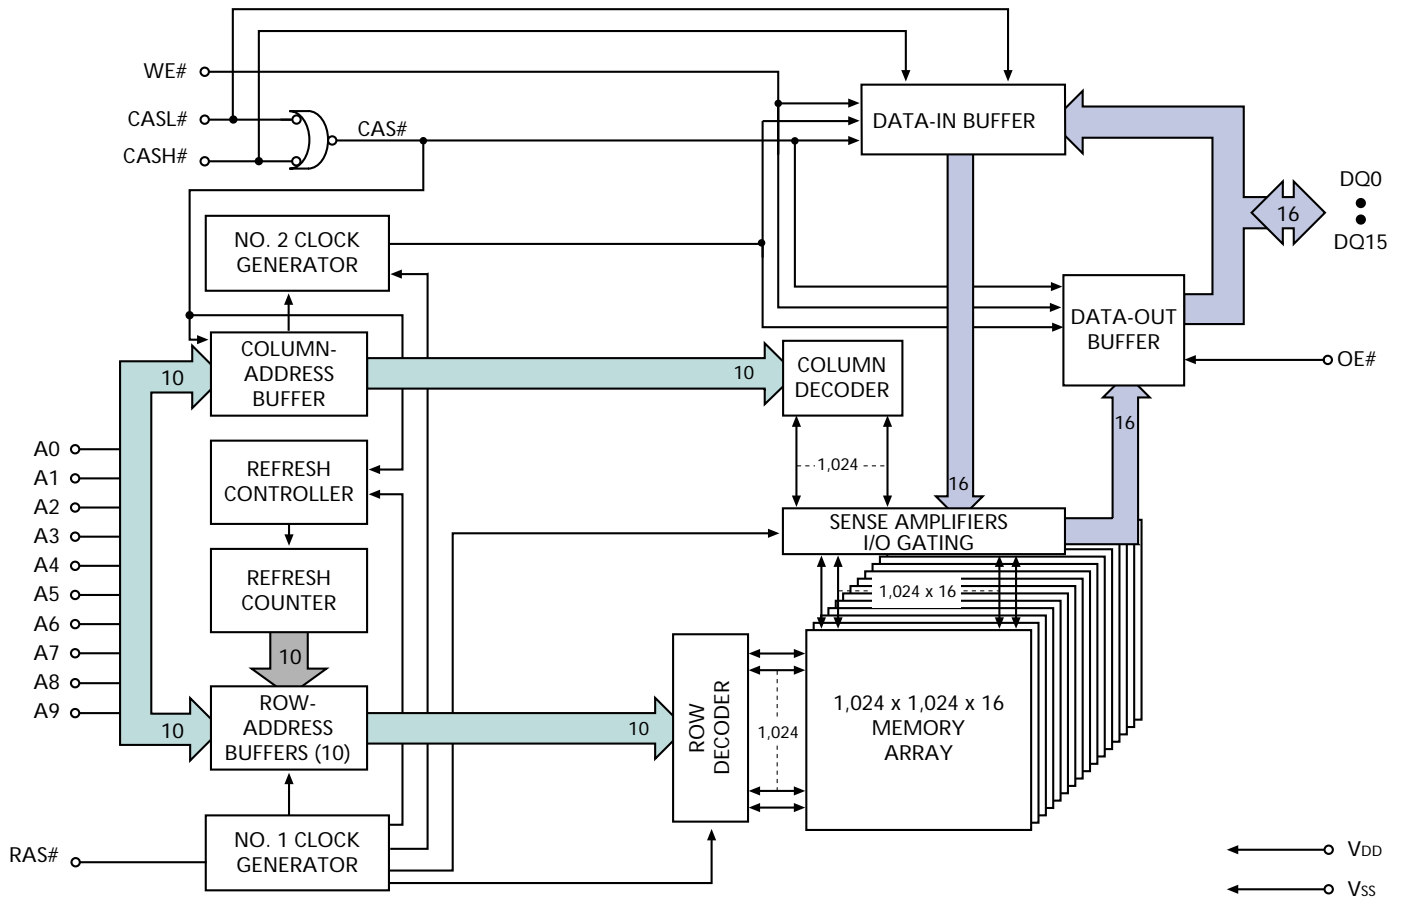 WE#
CASL#
CASH#
CAS#
DATA-IN BUFFER
DQ0
16
DQ15
NO. 2 CLOCK
GENERATOR
DATA-OUT
BUFFER
OE#
COLUMN-
ADDRESS
BUFFER
10
10
COLUMN
DECODER
16
A0
A1
A2
A3
A4
A5
A6
A7
A8
A9
REFRESH
CONTROLLER
1,024
16
SENSE AMPLIFIERS
I/O GATING
REFRESH
COUNTER
1,024 x 16
10
ROW-
ADDRESS
BUFFERS (10)
10
10
ROW
DECODER
1,024
1,024 x 1,024 x 16
MEMORY
ARRAY
NO. 1 CLOCK
GENERATOR
RAS#
VDD
VSS